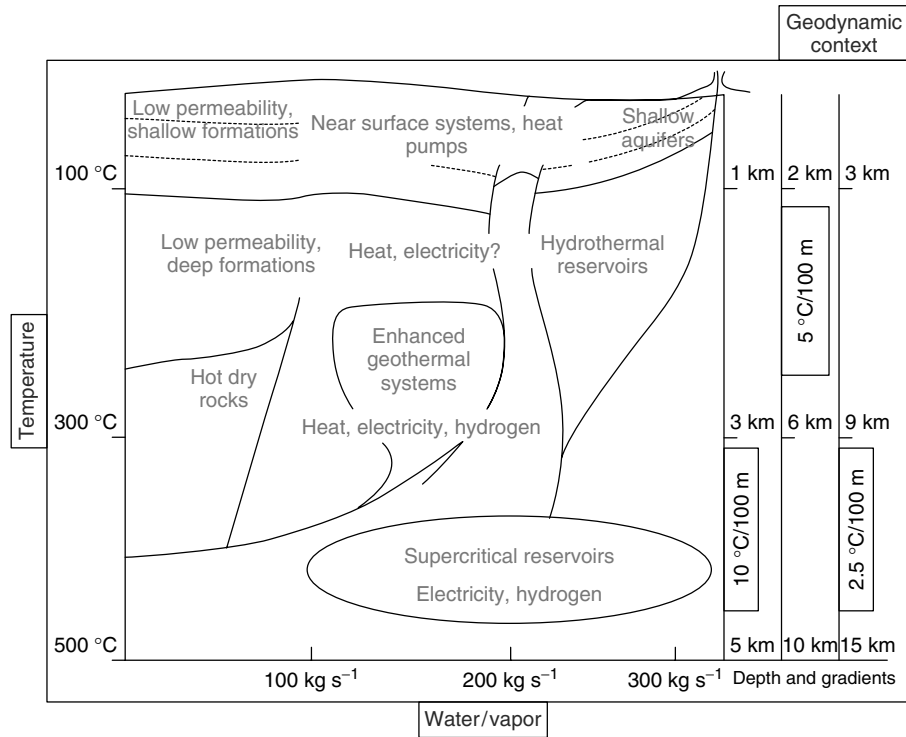 Geodynamic
context
Low permeability,
shallow formations
Near surface systems, heat
pumps
Shallow
aquifers
100 °C
1 km
2 km
3 km
Low permeability,
deep formations
Heat, electricity?
Hydrothermal
reservoirs
5 °C/100 m
Temperature
Enhanced
geothermal
systems
Hot dry
rocks
300 °C
Heat, electricity, hydrogen
3 km
6 km
9 km
10 °C/100 m
2.5 °C/100 m
Supercritical reservoirs
Electricity, hydrogen
500 °C
5 km
10 km
15 km
100 kg s⁻¹
200 kg s⁻¹
300 kg s⁻¹
Depth and gradients
Water/vapor